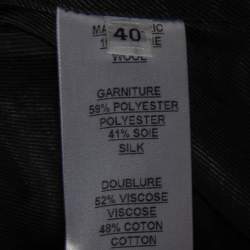 40
WOOL
GARNITURE
59% POLYESTER
POLYESTER
41% SOIE
SILK
DOUBLURE
52% VISCOSE
VISCOSE
48% COTON
COTTON